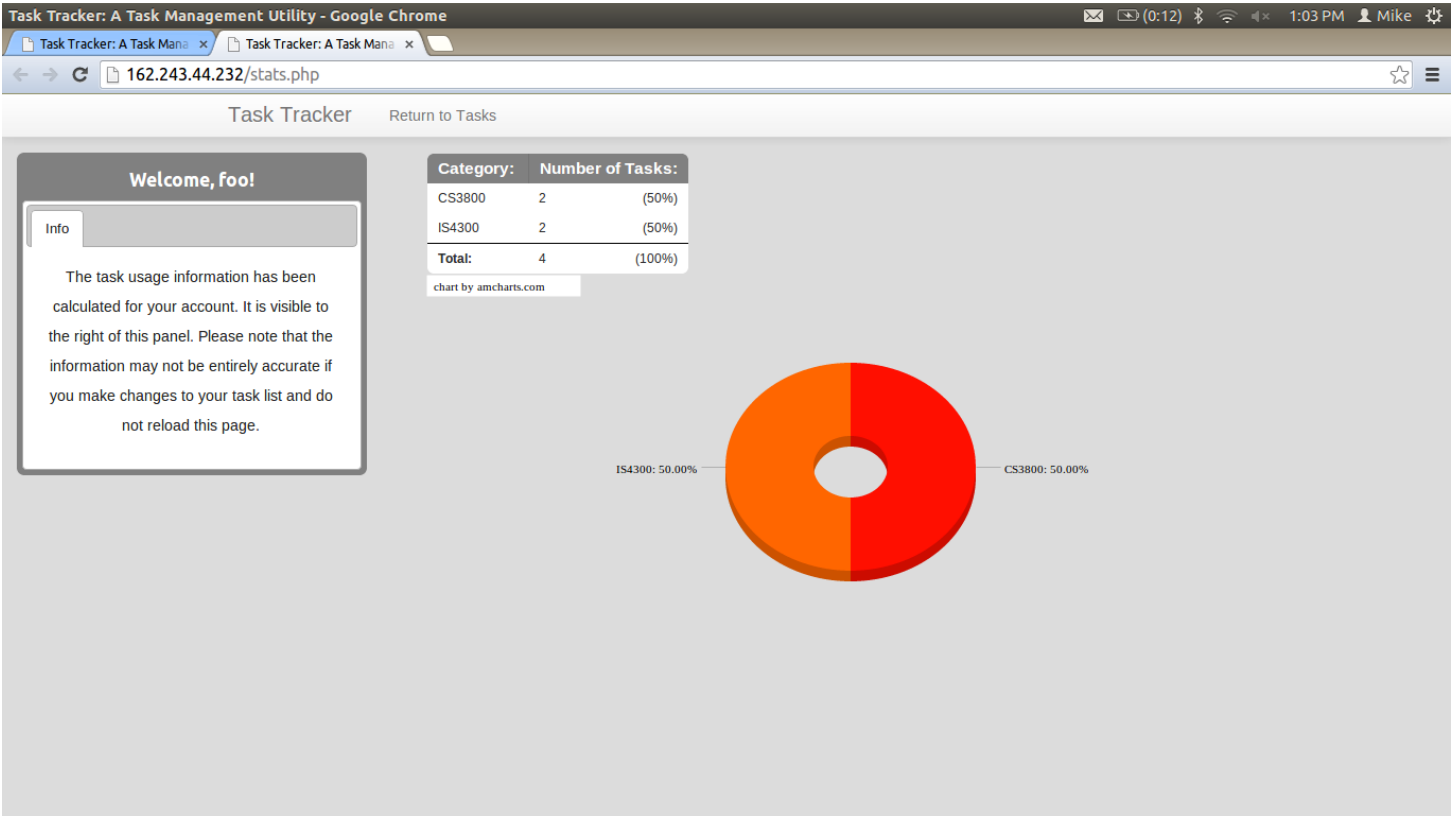 Task Tracker: A Task Management Utility - Google Chrome
(0:12) 1:03 PM Mike
Task Tracker: A Task Mana
Task Tracker: A Task Mana
162.243.44.232/stats.php
Task Tracker Return to Tasks
Welcome, foo!
Info
The task usage information has been
calculated for your account. It is visible to
the right of this panel. Please note that the
information may not be entirely accurate if
you make changes to your task list and do
not reload this page.
Category: Number of Tasks:
CS3800 2 (50%)
IS4300 2 (50%)
Total: 4 (100%)
chart by amcharts.com
IS4300: 50.00%
CS3800: 50.00%